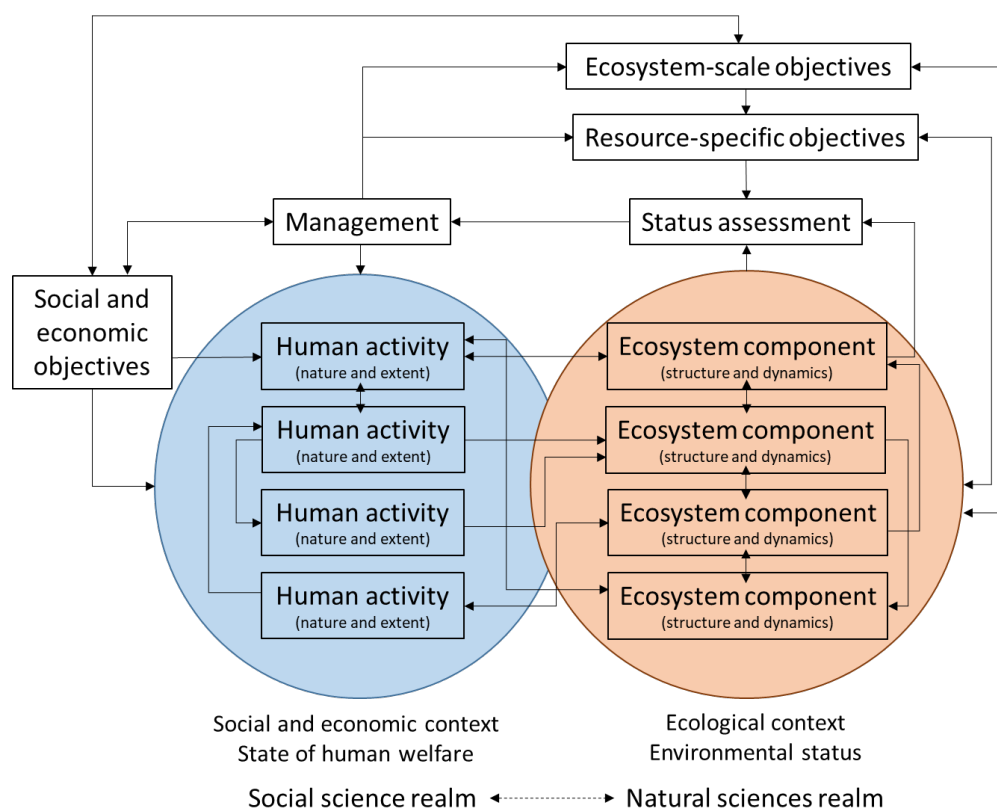 Ecosystem-scale objectives
Resource-specific objectives
Management
Status assessment
Social and
economic
objectives
Human activity
(nature and extent)
Ecosystem component
(structure and dynamics)
Human activity
(nature and extent)
Ecosystem component
(structure and dynamics)
Human activity
(nature and extent)
Ecosystem component
(structure and dynamics)
Human activity
(nature and extent)
Ecosystem component
(structure and dynamics)
Social and economic context
State of human welfare
Ecological context
Environmental status
Social science realm
Natural sciences realm